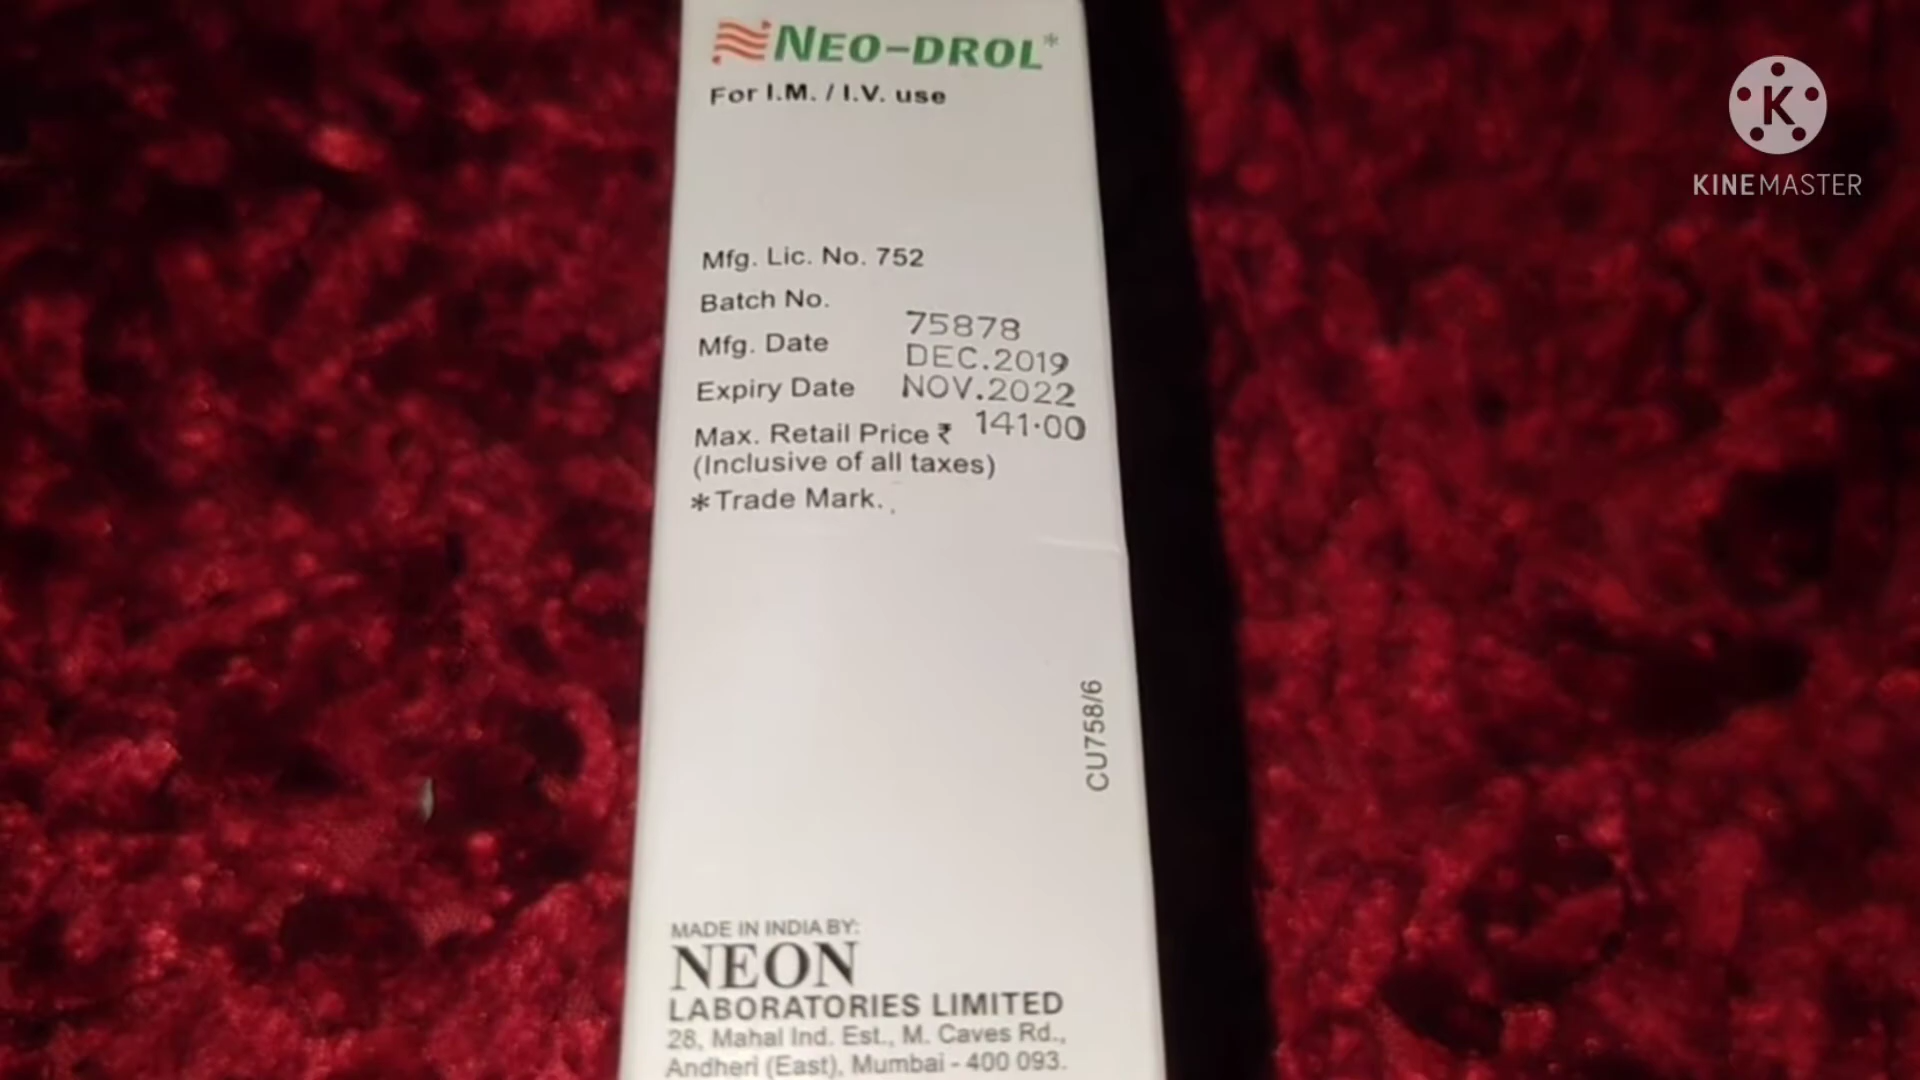 NEO-DROL*
For I.M. / I.V. use
Mfg. Lic. No. 752
Batch No. 75878
Mfg. Date DEC.2019
Expiry Date NOV.2022
Max. Retail Price ₹ 141.00
(Inclusive of all taxes)
*Trade Mark.
CU758/6
MADE IN INDIA BY:
NEON
LABORATORIES LIMITED
28, Mahal Ind. Est., M. Caves Rd.,
Andheri (East), Mumbai - 400 093.
K
KINEMASTER